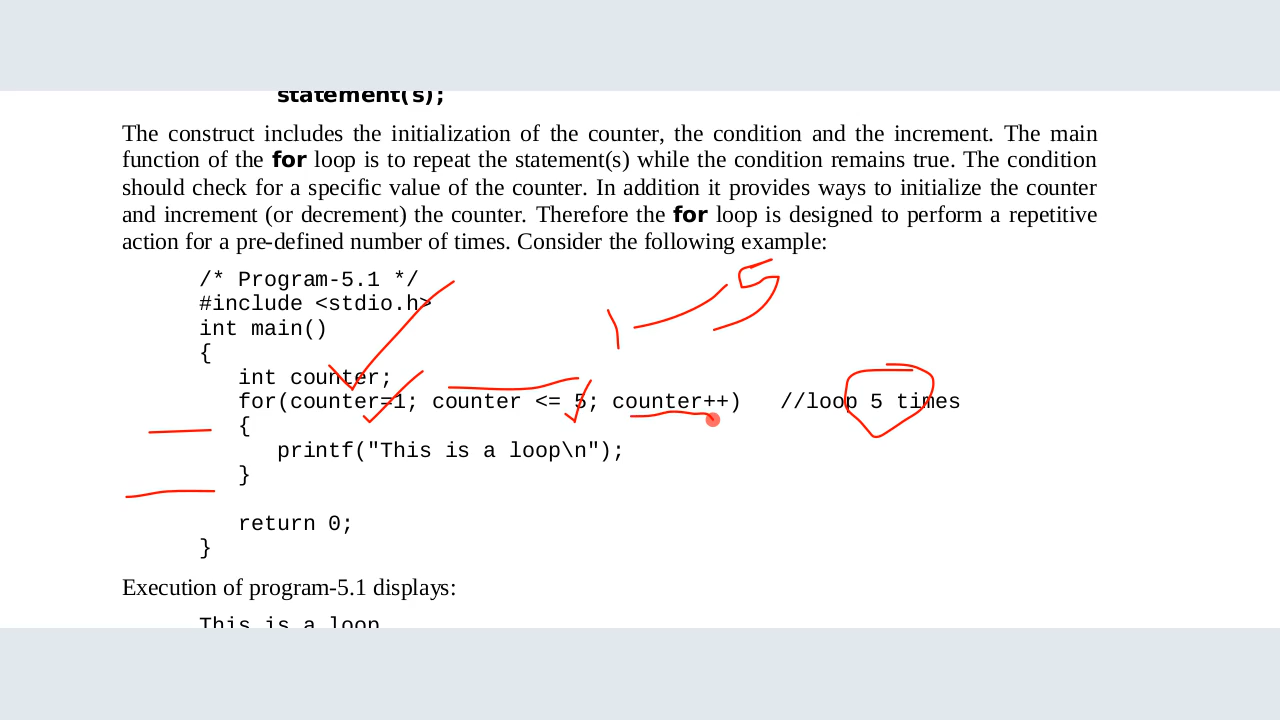 statement(s);
The construct includes the initialization of the counter, the condition and the increment. The main
function of the for loop is to repeat the statement(s) while the condition remains true. The condition
should check for a specific value of the counter. In addition it provides ways to initialize the counter
and increment (or decrement) the counter. Therefore the for loop is designed to perform a repetitive
action for a pre-defined number of times. Consider the following example:
/* Program-5.1 */
#include <stdio.h>
int main()
{
int counter;
for(counter=1; counter <= 5; counter++) //loop 5 times
{
printf("This is a loop\n");
}
return 0;
}
1 5
Execution of program-5.1 displays:
This is a loop